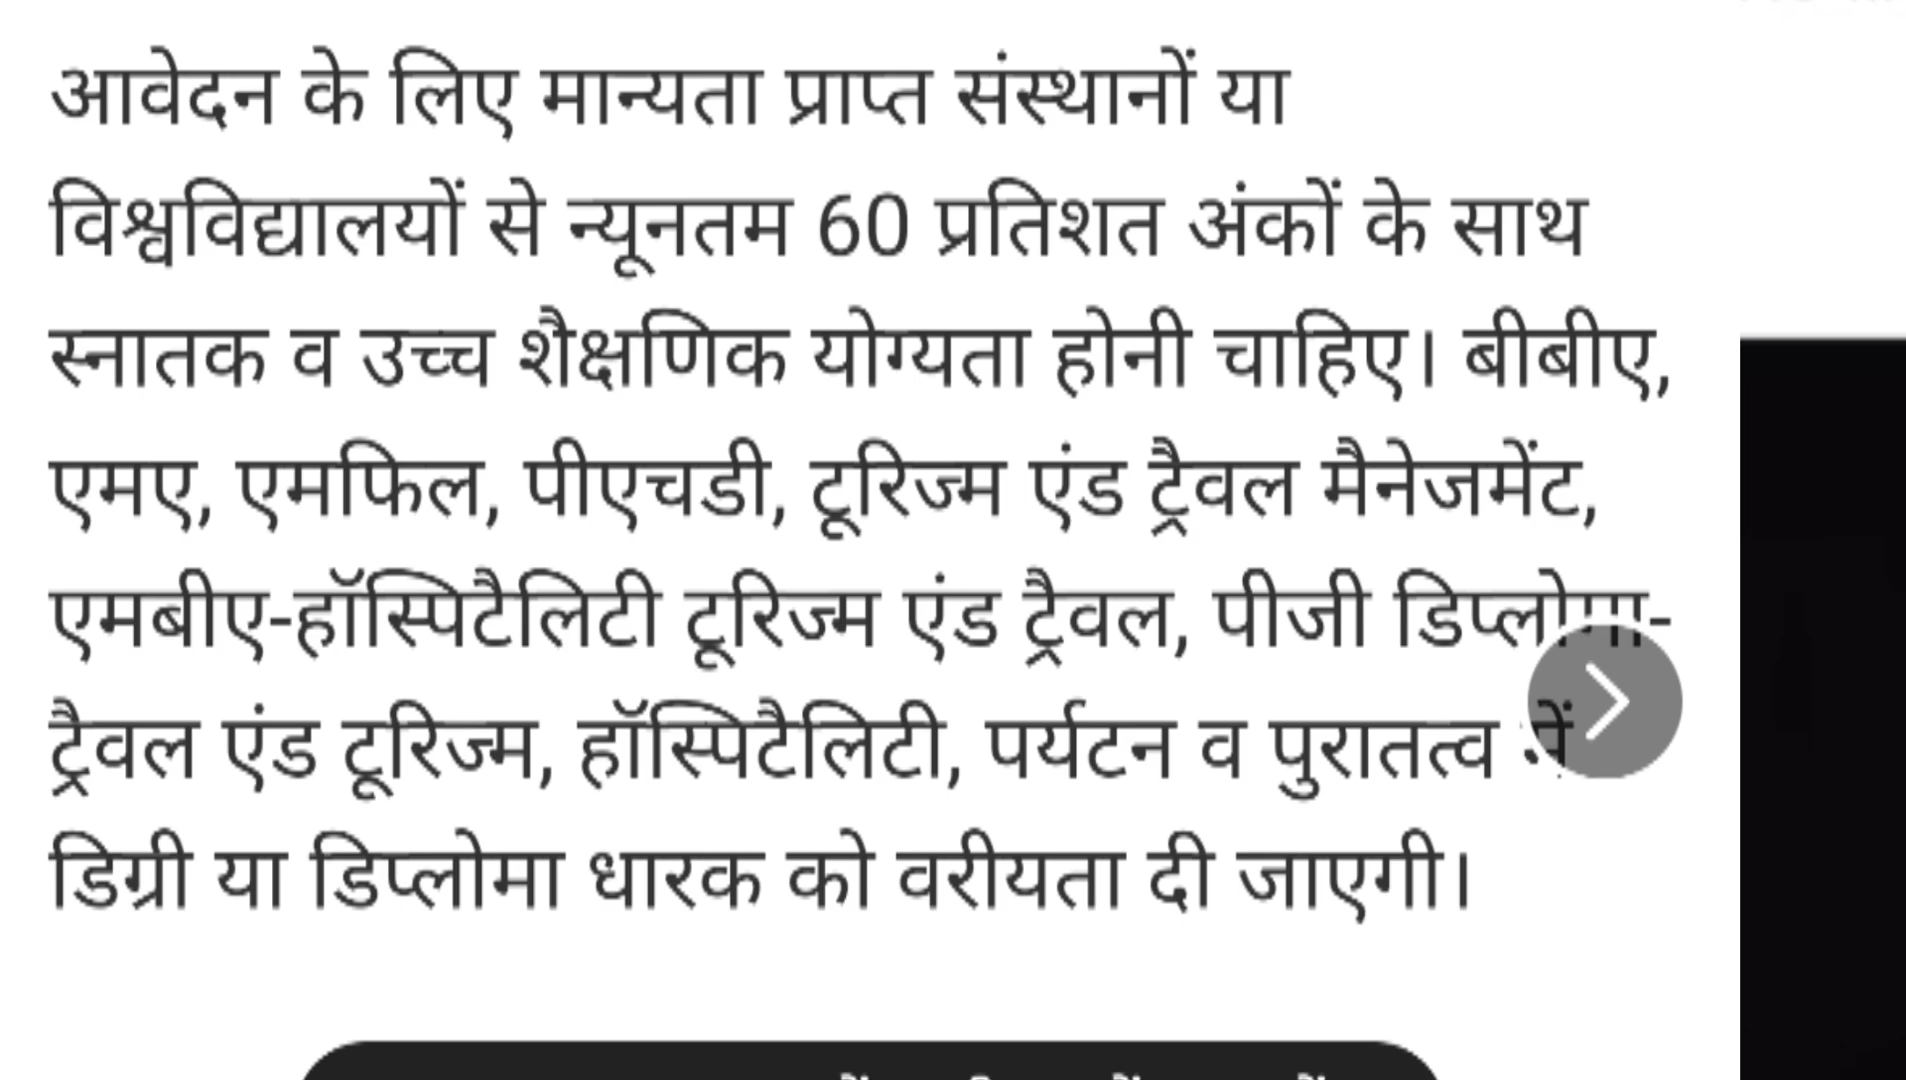 आवेदन के लिए मान्यता प्राप्त संस्थानों या
विश्वविद्यालयों से न्यूनतम 60 प्रतिशत अंकों के साथ
स्नातक व उच्च शैक्षणिक योग्यता होनी चाहिए। बीबीए,
एमए, एमफिल, पीएचडी, टूरिज्म एंड ट्रैवल मैनेजमेंट,
एमबीए-हॉस्पिटैलिटी टूरिज्म एंड ट्रैवल, पीजी डिप्लोमा-
ट्रैवल एंड टूरिज्म, हॉस्पिटैलिटी, पर्यटन व पुरातत्व में
डिग्री या डिप्लोमा धारक को वरीयता दी जाएगी।